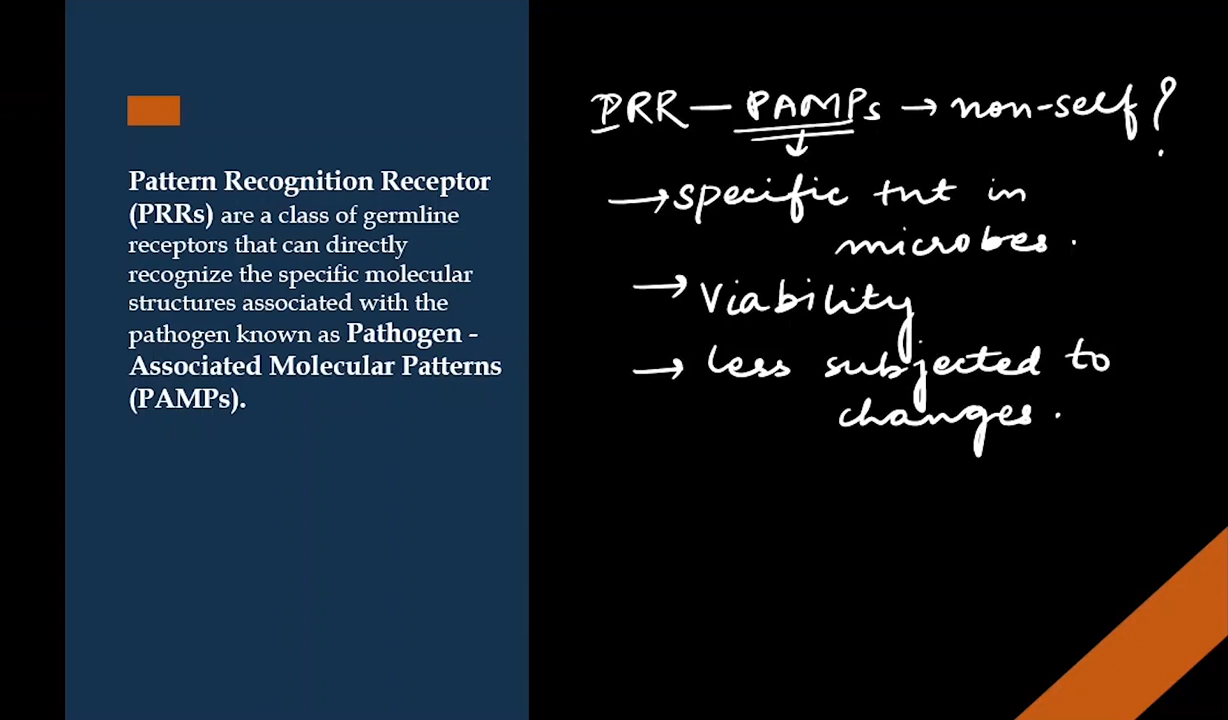 Pattern Recognition Receptor
(PRRs) are a class of germline
receptors that can directly
recognize the specific molecular
structures associated with the
pathogen known as Pathogen -
Associated Molecular Patterns
(PAMPs).
PRR — PAMPs → non-self?
↓
→ specific tnt in
microbes.
→ Viability
→ less subjected to
changes.